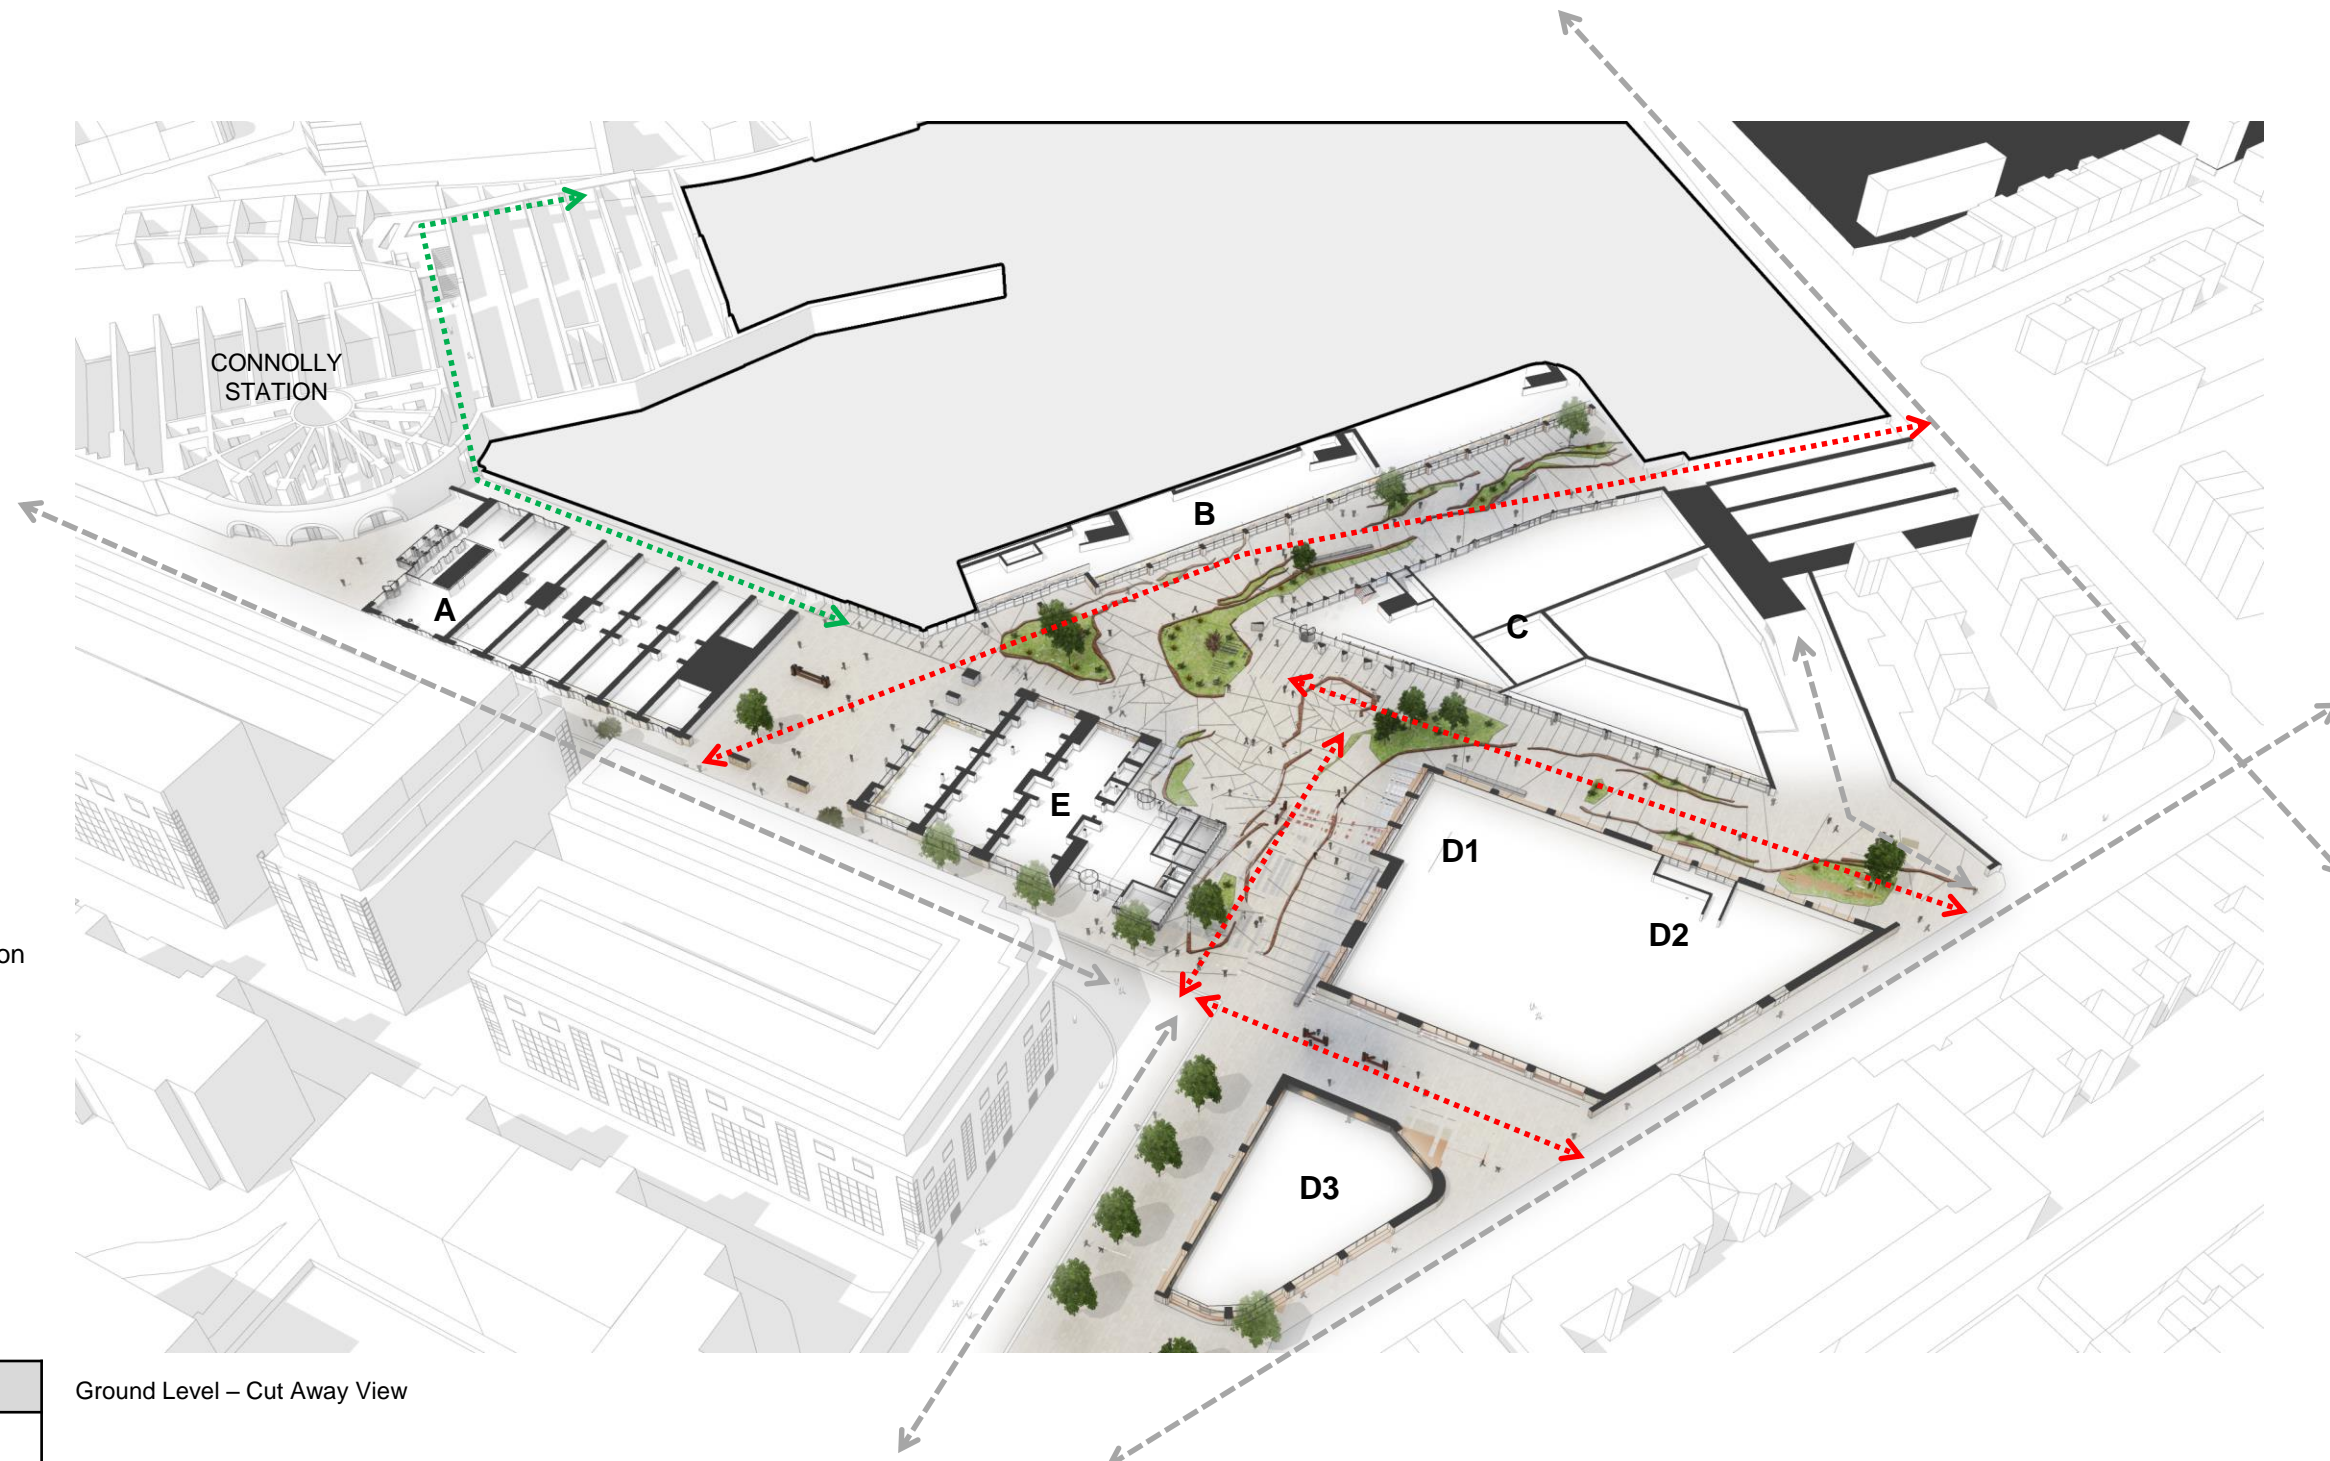 CONNOLLY
STATION
B
A
C
E
D1
D2
on
D3
Ground Level – Cut Away View